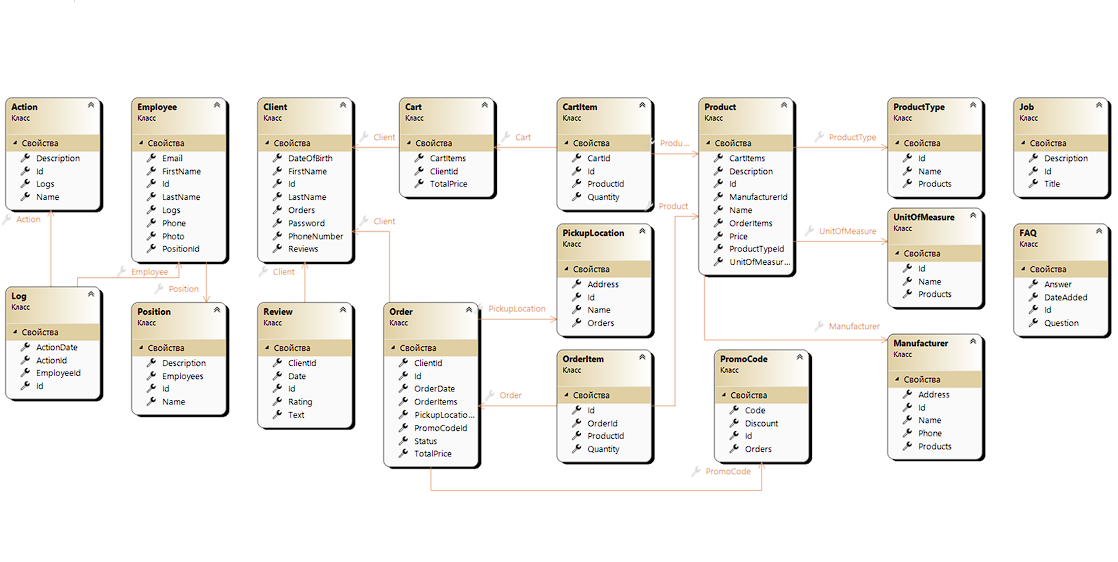 Action
Класс
Свойства
Description
Id
Logs
Name
Employee
Класс
Свойства
Email
FirstName
Id
LastName
Logs
Phone
Photo
PositionId
Client
Класс
Свойства
DateOfBirth
FirstName
Id
LastName
Orders
Password
PhoneNumber
Reviews
Client
Cart
Класс
Свойства
CartItems
ClientId
TotalPrice
Cart
CartItem
Класс
Свойства
CartId
Id
ProductId
Quantity
Produ...
Product
Product
Класс
Свойства
CartItems
Description
Id
ManufacturerId
Name
OrderItems
Price
ProductTypeId
UnitOfMeasur...
ProductType
ProductType
Класс
Свойства
Id
Name
Products
Job
Класс
Свойства
Description
Id
Title
Action
Employee
Position
Client
Client
PickupLocation
Класс
Свойства
Address
Id
Name
Orders
UnitOfMeasure
UnitOfMeasure
Класс
Свойства
Id
Name
Products
FAQ
Класс
Свойства
Answer
DateAdded
Id
Question
Log
Класс
Свойства
ActionDate
ActionId
EmployeeId
Id
Position
Класс
Свойства
Description
Employees
Id
Name
Review
Класс
Свойства
ClientId
Date
Id
Rating
Text
Order
Класс
Свойства
ClientId
Id
OrderDate
OrderItems
PickupLocatio...
PromoCodeId
Status
TotalPrice
PickupLocation
Order
OrderItem
Класс
Свойства
Id
OrderId
ProductId
Quantity
PromoCode
Класс
Свойства
Code
Discount
Id
Orders
PromoCode
Manufacturer
Manufacturer
Класс
Свойства
Address
Id
Name
Phone
Products